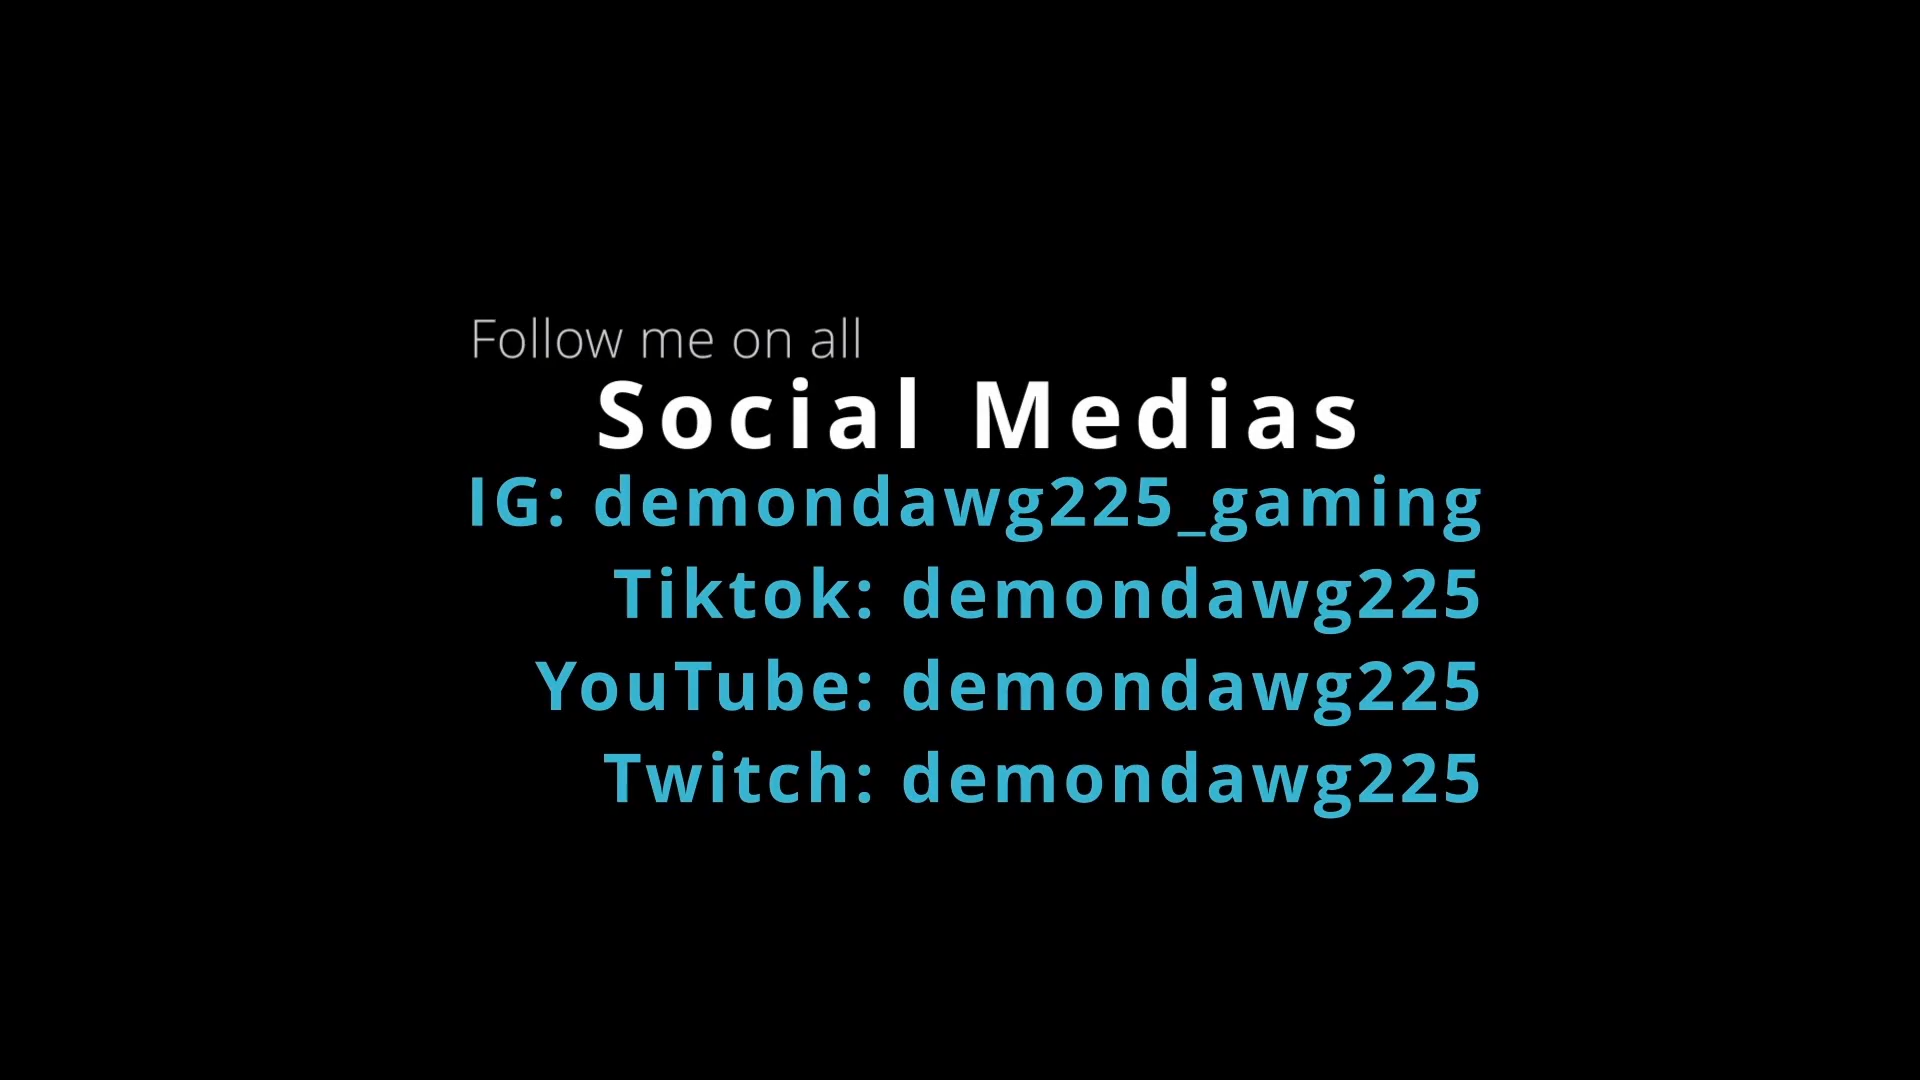 Follow me on all
Social Medias
IG: demondawg225_gaming
Tiktok: demondawg225
YouTube: demondawg225
Twitch: demondawg225